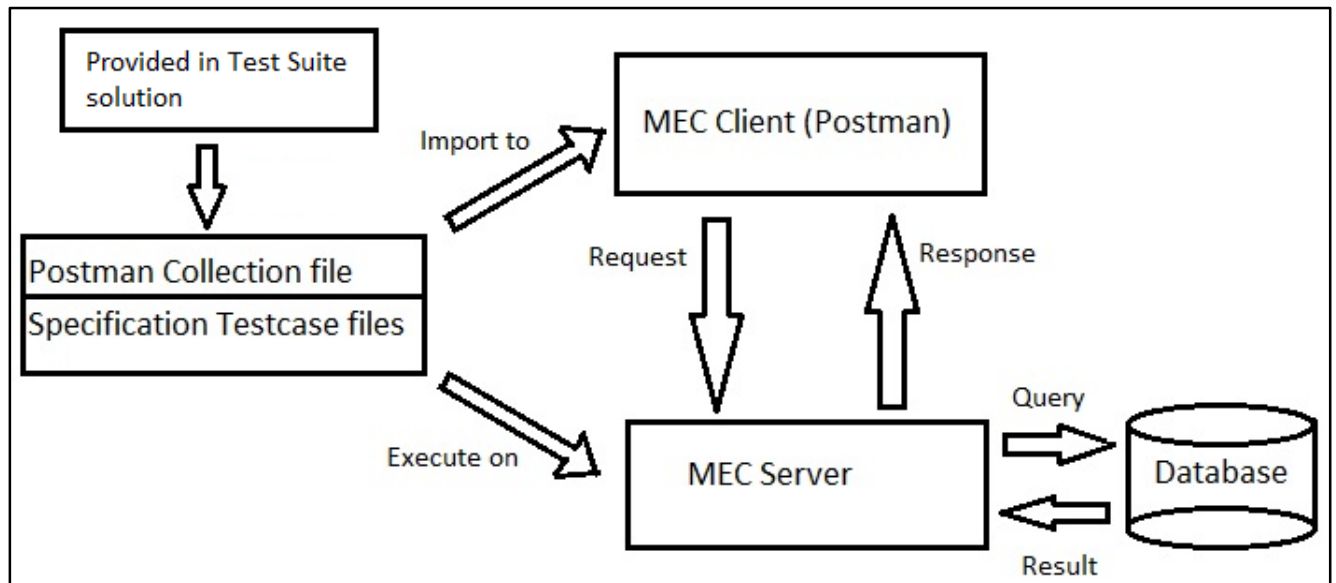 Provided in Test Suite
solution
Import to
MEC Client (Postman)
Postman Collection file
Specification Testcase files
Request
Response
Execute on
MEC Server
Query
Database
Result